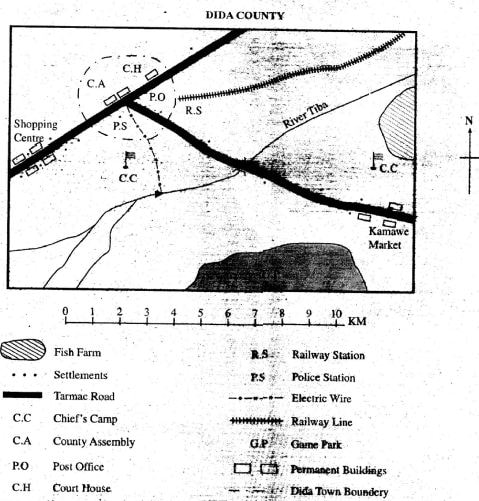 DIDA COUNTY
C.H
C.A
P.O
R.S
P.S
River Tiba
Shopping
Centre
C.C
C.C
N
Kamawe
Market
0 1 2 3 4 5 6 7 8 9 10 KM
Fish Farm
Settlements
Tarmac Road
C.C Chief's Camp
C.A County Assembly
P.O Post Office
C.H Court House
R.S Railway Station
P.S Police Station
Electric Wire
Railway Line
G.P Game Park
Permanent Buildings
Dida Town Boundery